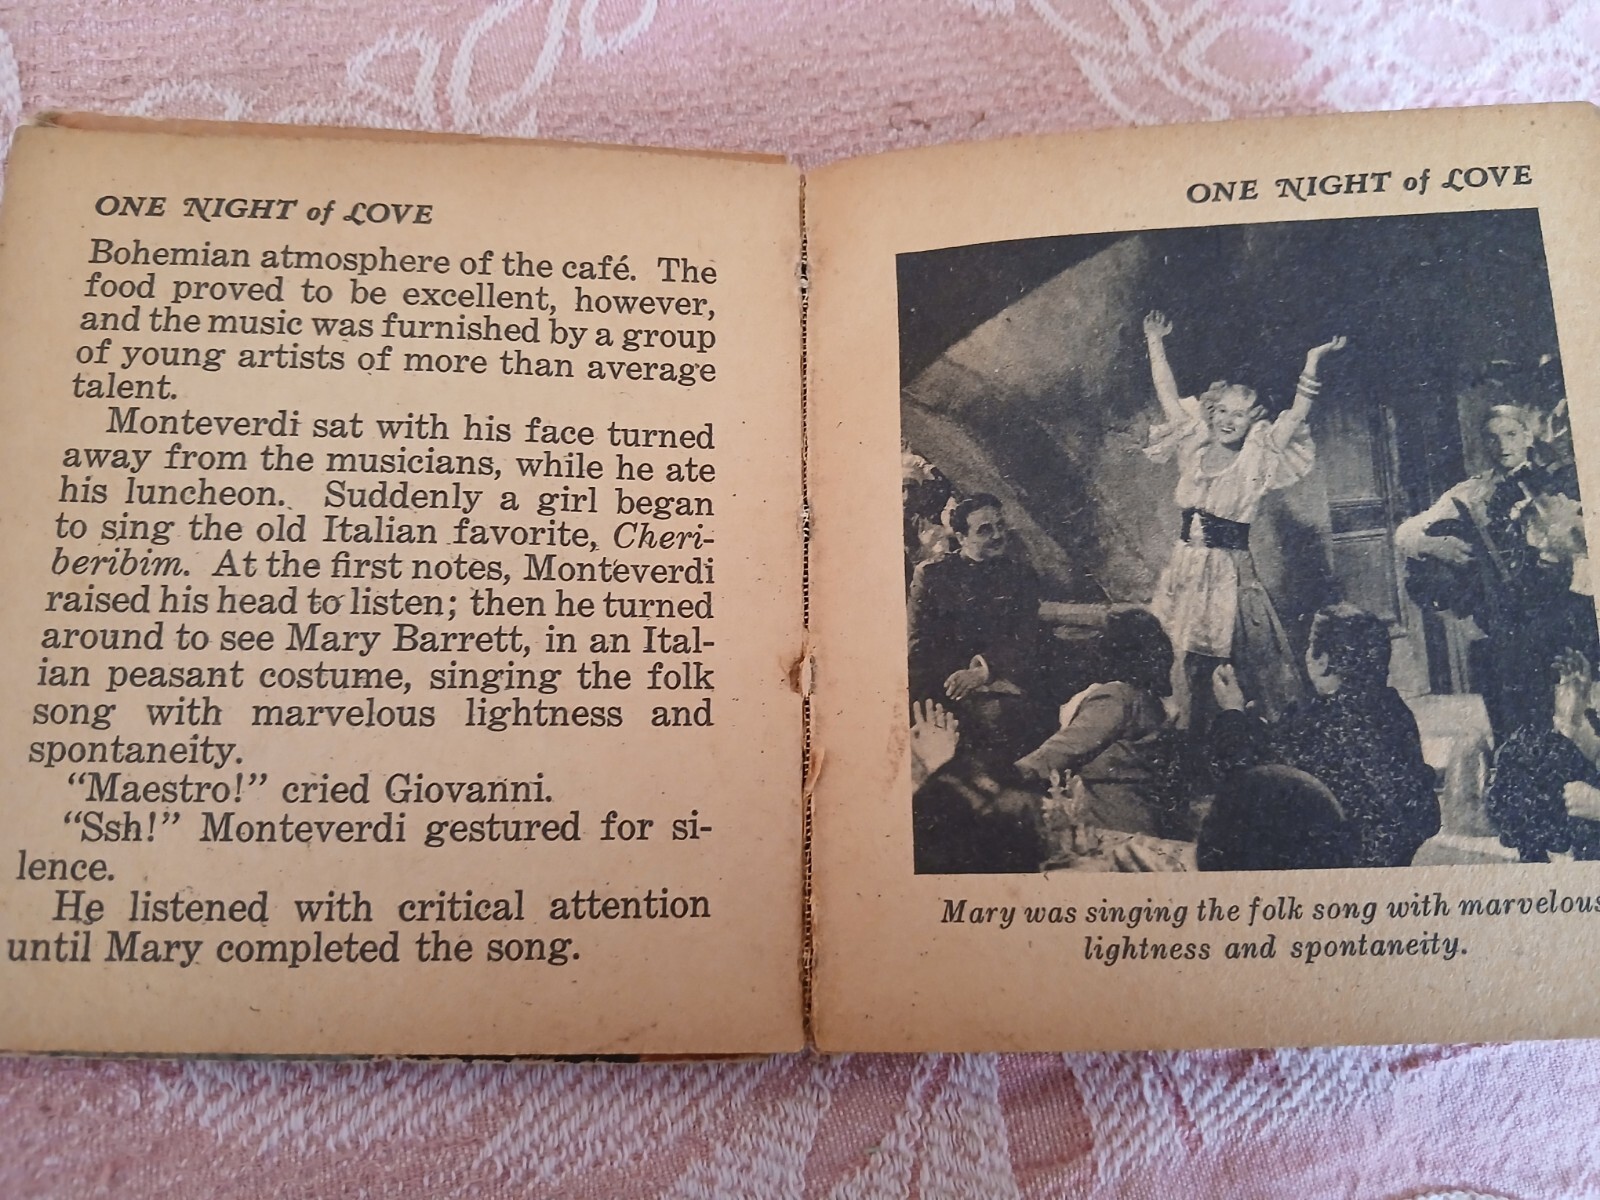 ONE NIGHT of LOVE
Bohemian atmosphere of the café. The
food proved to be excellent, however,
and the music was furnished by a group
of young artists of more than average
talent.
Monteverdi sat with his face turned
away from the musicians, while he ate
his luncheon. Suddenly a girl began
to sing the old Italian favorite, Cheri-
beribim. At the first notes, Monteverdi
raised his head to listen; then he turned
around to see Mary Barrett, in an Ital-
ian peasant costume, singing the folk
song with marvelous lightness and
spontaneity.
“Maestro!” cried Giovanni.
“Ssh!” Monteverdi gestured for si-
lence.
He listened with critical attention
until Mary completed the song.
ONE NIGHT of LOVE
Mary was singing the folk song with marvelous
lightness and spontaneity.